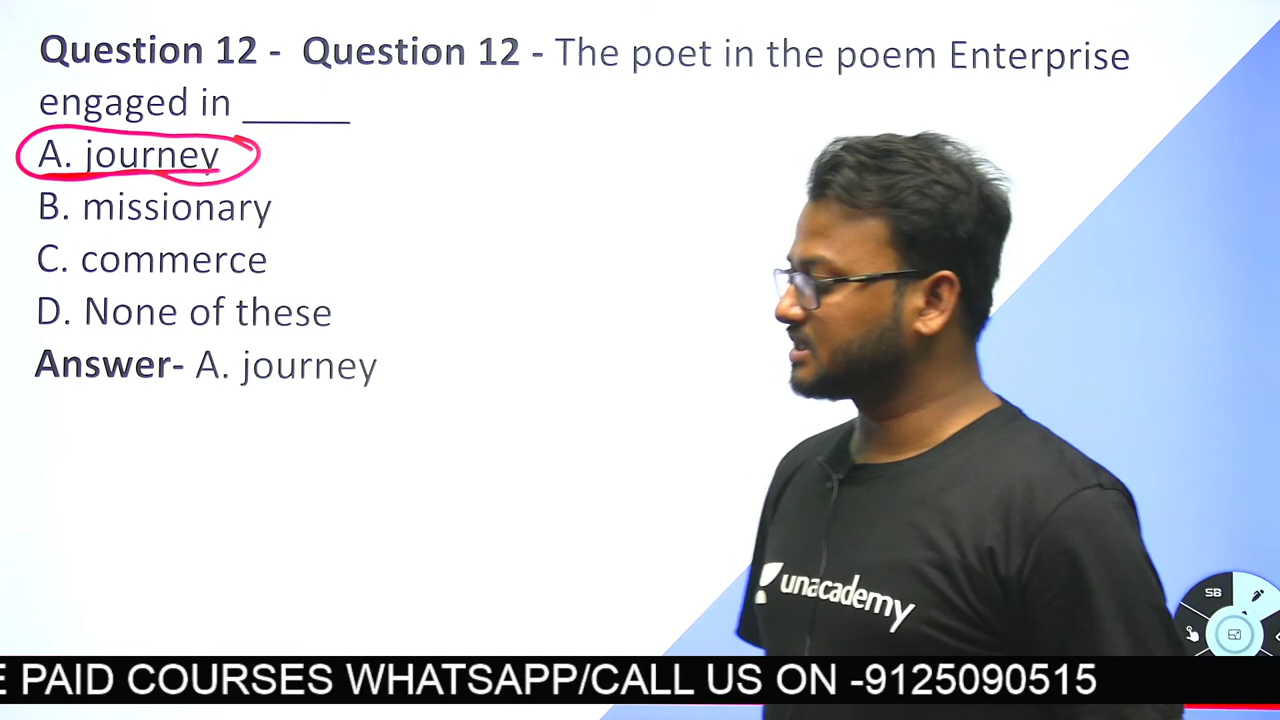 Question 12 - Question 12 - The poet in the poem Enterprise
engaged in _____
A. journey
B. missionary
C. commerce
D. None of these
Answer- A. journey
unacademy
SB
E PAID COURSES WHATSAPP/CALL US ON -9125090515